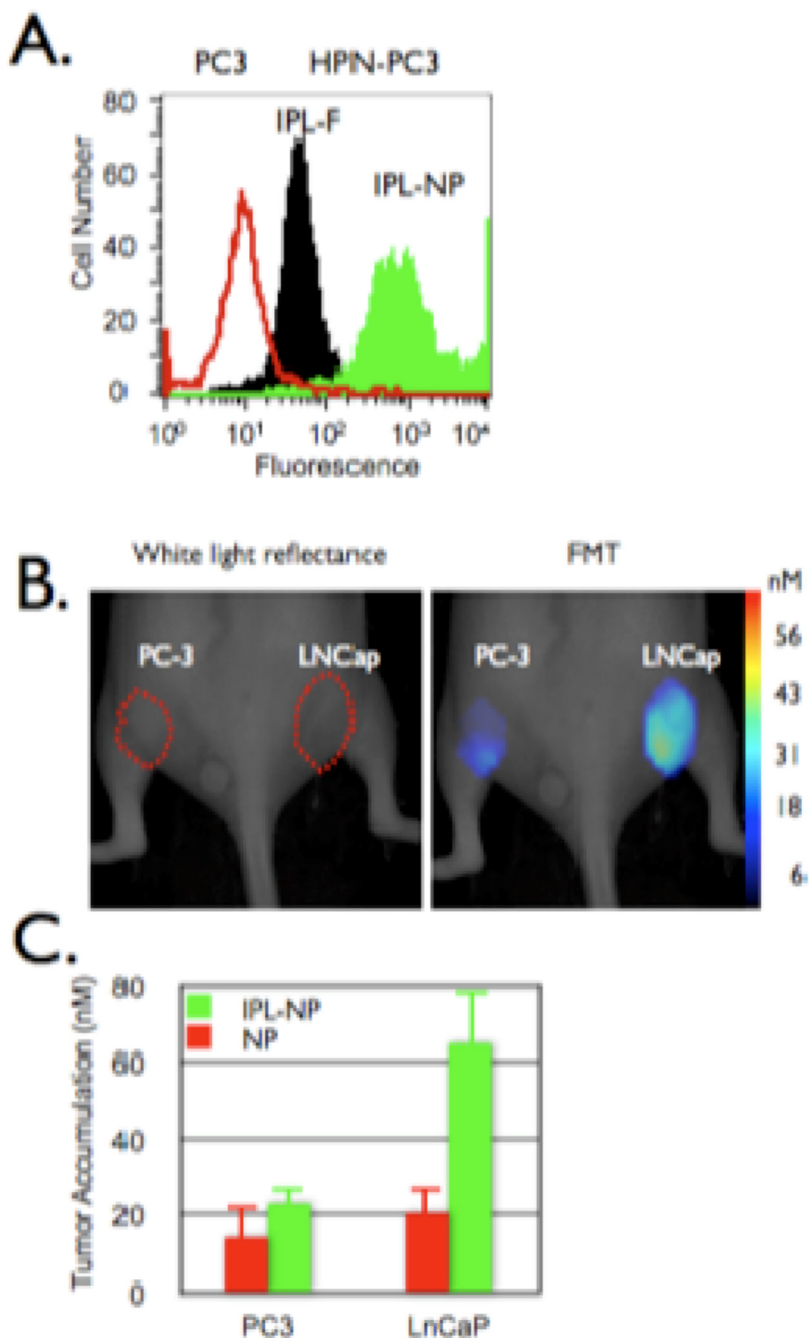 A.
PC3 HPN-PC3
80
60
40
20
0
Cell Number
IPL-F
IPL-NP
10⁰ 10¹ 10² 10³ 10⁴
Fluorescence
B.
White light reflectance FMT
PC-3 LNCap
PC-3 LNCap
nM
56
43
31
18
6
C.
Tumor Accumulation (nM)
80
60
40
20
0
IPL-NP
NP
PC3 LnCaP